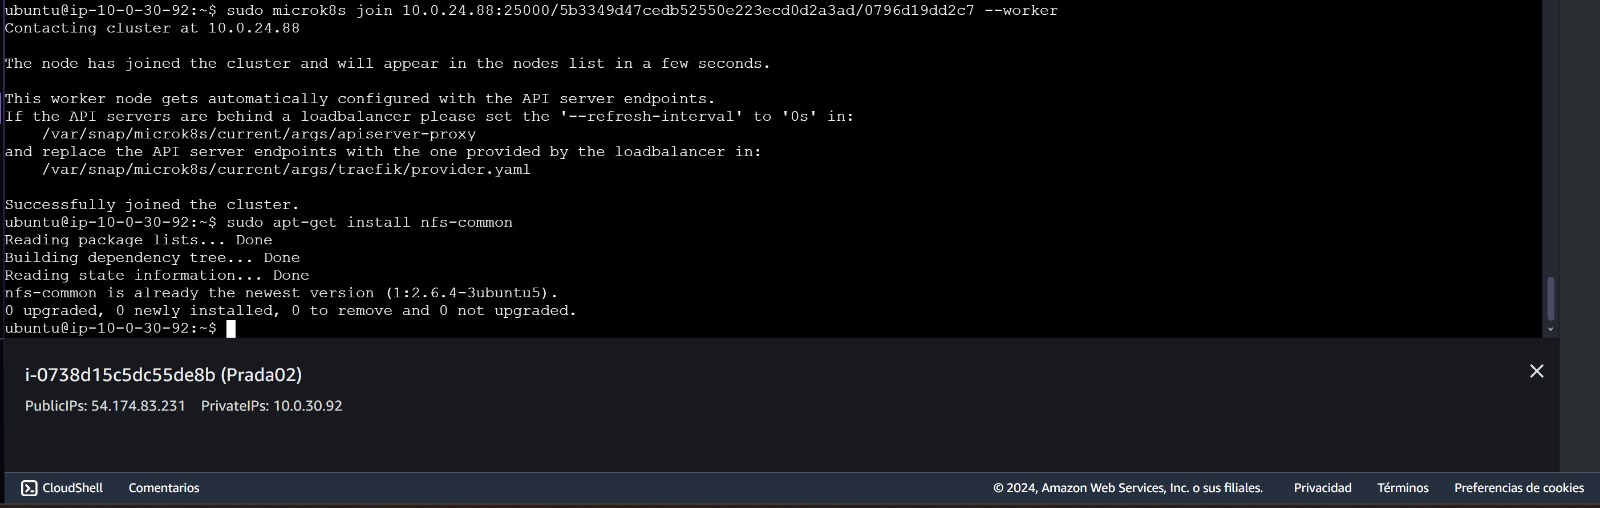 ubuntu@ip-10-0-30-92:~$ sudo microk8s join 10.0.24.88:25000/5b3349d47cedb52550e223ecd0d2a3ad/0796d19dd2c7 --worker
Contacting cluster at 10.0.24.88
The node has joined the cluster and will appear in the nodes list in a few seconds.
This worker node gets automatically configured with the API server endpoints.
If the API servers are behind a loadbalancer please set the '--refresh-interval' to '0s' in:
    /var/snap/microk8s/current/args/apiserver-proxy
and replace the API server endpoints with the one provided by the loadbalancer in:
    /var/snap/microk8s/current/args/traefik/provider.yaml
Successfully joined the cluster.
ubuntu@ip-10-0-30-92:~$ sudo apt-get install nfs-common
Reading package lists... Done
Building dependency tree... Done
Reading state information... Done
nfs-common is already the newest version (1:2.6.4-3ubuntu5).
0 upgraded, 0 newly installed, 0 to remove and 0 not upgraded.
ubuntu@ip-10-0-30-92:~$
i-0738d15c5dc55de8b (Prada02)
PublicIPs: 54.174.83.231 PrivateIPs: 10.0.30.92
CloudShell Comentarios © 2024, Amazon Web Services, Inc. o sus filiales. Privacidad Términos Preferencias de cookies